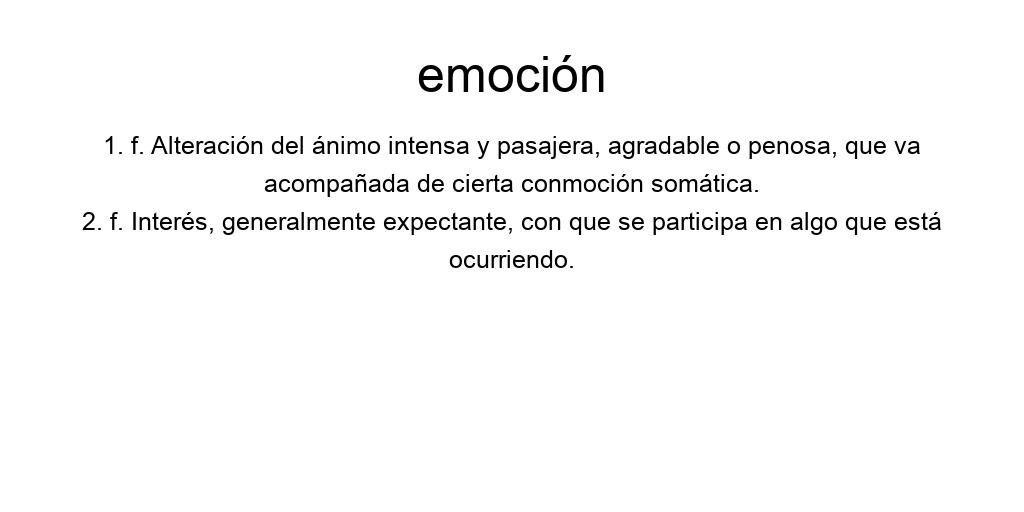 emoción
1. f. Alteración del ánimo intensa y pasajera, agradable o penosa, que va
acompañada de cierta conmoción somática.
2. f. Interés, generalmente expectante, con que se participa en algo que está
ocurriendo.